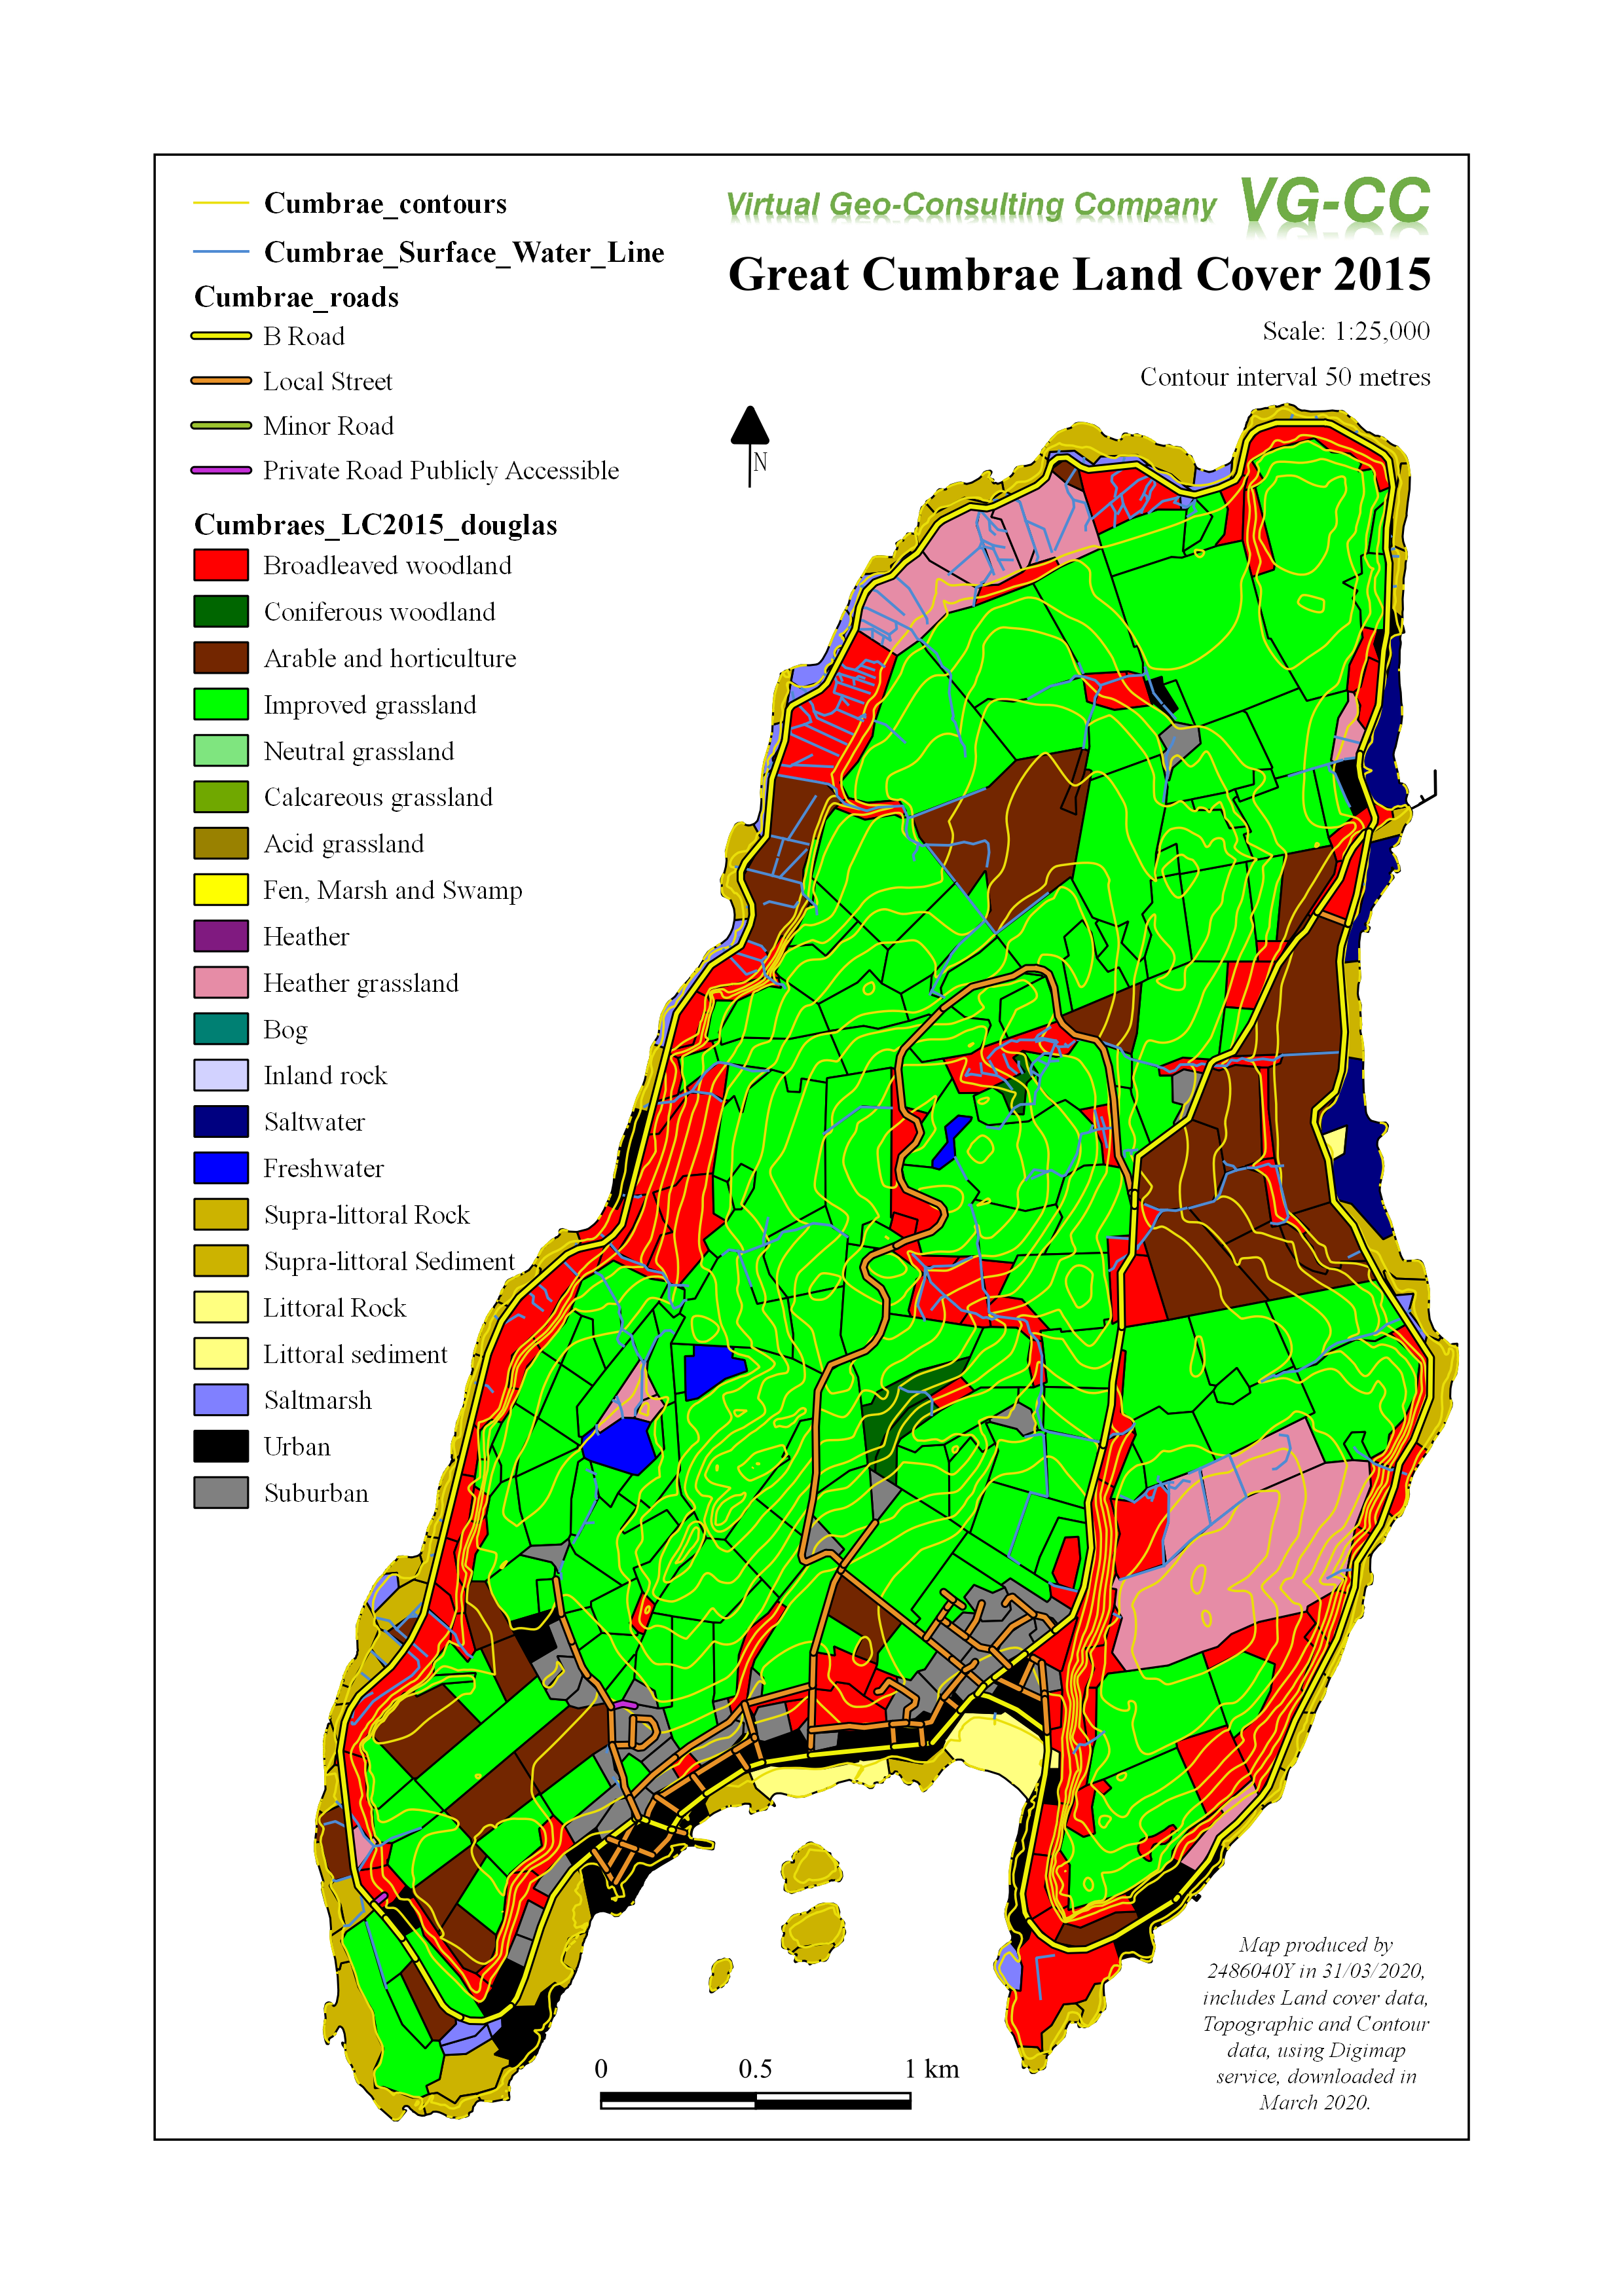 Cumbrae_contours
Cumbrae_Surface_Water_Line
Cumbrae_roads
B Road
Local Street
Minor Road
Private Road Publicly Accessible
Cumbraes_LC2015_douglas
Broadleaved woodland
Coniferous woodland
Arable and horticulture
Improved grassland
Neutral grassland
Calcareous grassland
Acid grassland
Fen, Marsh and Swamp
Heather
Heather grassland
Bog
Inland rock
Saltwater
Freshwater
Supra-littoral Rock
Supra-littoral Sediment
Littoral Rock
Littoral sediment
Saltmarsh
Urban
Suburban
Virtual Geo-Consulting Company VG-CC
Great Cumbrae Land Cover 2015
Scale: 1:25,000
Contour interval 50 metres
N
0 0.5 1 km
Map produced by
2486040Y in 31/03/2020,
includes Land cover data,
Topographic and Contour
data, using Digimap
service, downloaded in
March 2020.